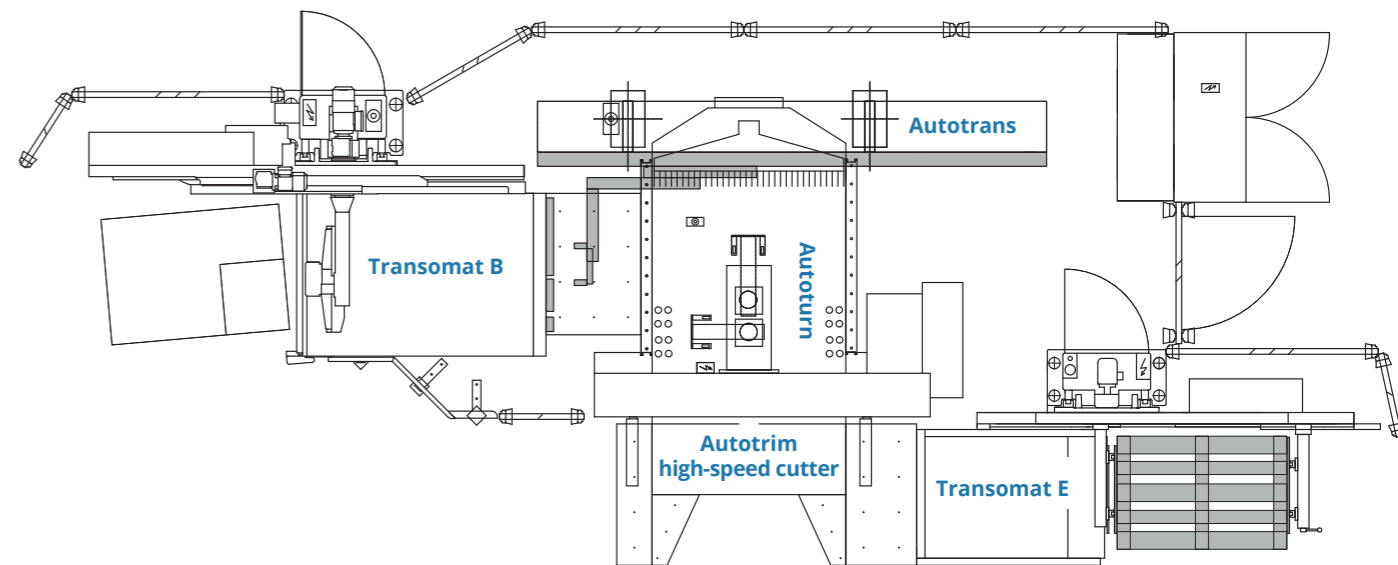 Autotrans
Transomat B
Autoturn
Autotrim
high-speed cutter
Transomat E